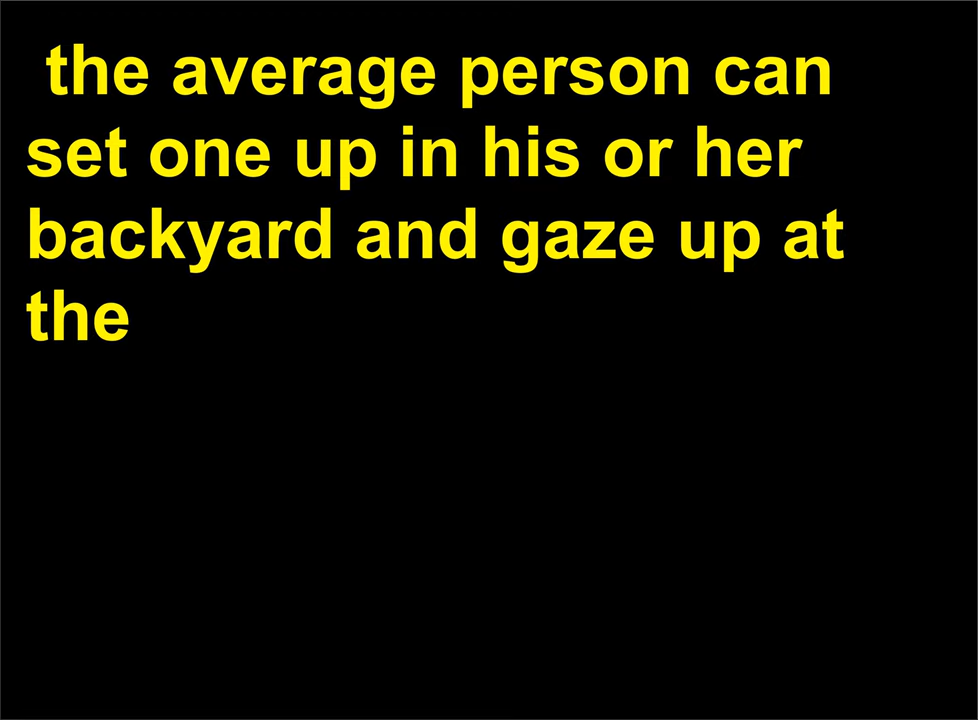 the average person can
set one up in his or her
backyard and gaze up at
the